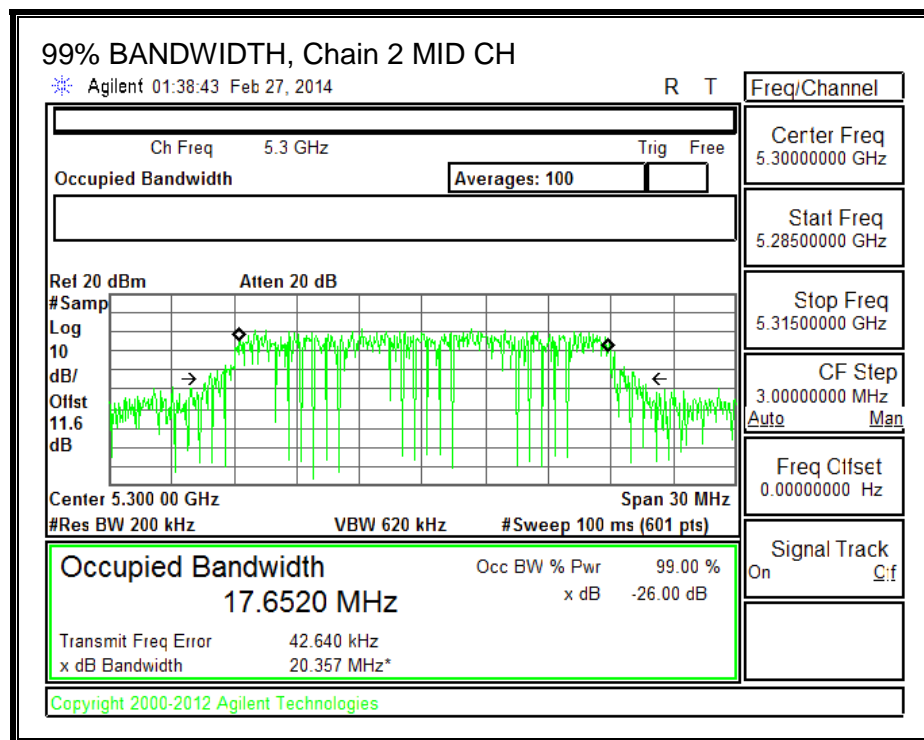 99% BANDWIDTH, Chain 2 MID CH
Agilent 01:38:43 Feb 27, 2014 R T
Freq/Channel
Ch Freq 5.3 GHz Trig Free
Occupied Bandwidth Averages: 100
Center Freq
5.30000000 GHz
Start Freq
5.28500000 GHz
Stop Freq
5.31500000 GHz
CF Step
3.00000000 MHz
Auto Man
Freq Offset
0.00000000 Hz
Signal Track
On Off
Ref 20 dBm Atten 20 dB
#Samp
Log
10
dB/
Offst
11.6
dB
Center 5.300 00 GHz Span 30 MHz
#Res BW 200 kHz VBW 620 kHz #Sweep 100 ms (601 pts)
Occupied Bandwidth
17.6520 MHz
Occ BW % Pwr 99.00 %
x dB -26.00 dB
Transmit Freq Error 42.640 kHz
x dB Bandwidth 20.357 MHz*
Copyright 2000-2012 Agilent Technologies